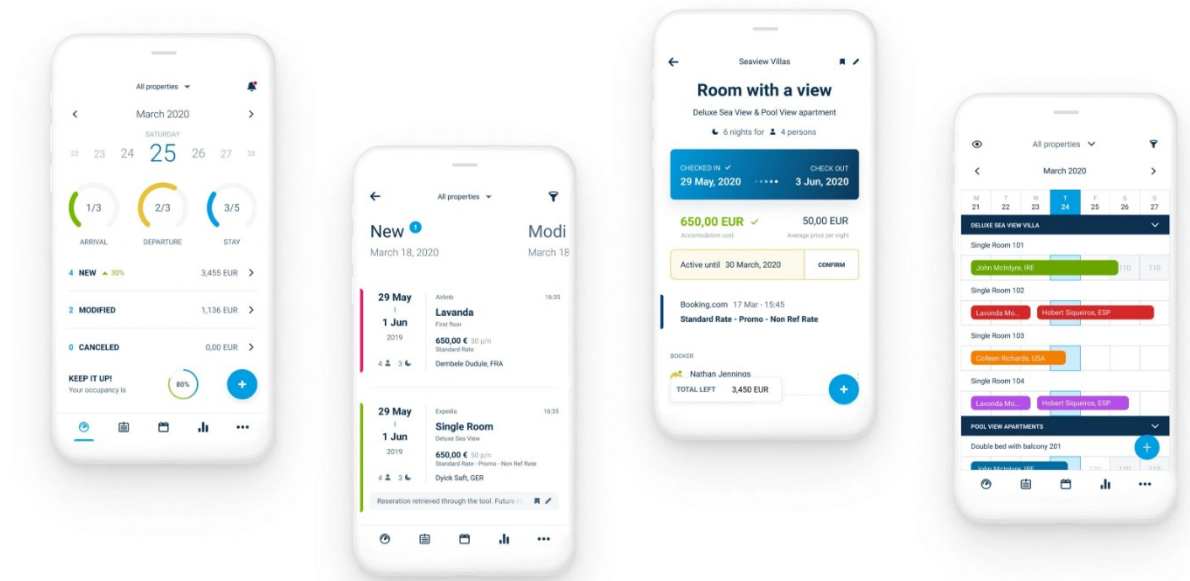 All properties
March 2020
SATURDAY
22 23 24 25 26 27 28
1/3 2/3 3/5
ARRIVAL DEPARTURE STAY
4 NEW 30% 3,455 EUR
2 MODIFIED 1,136 EUR
0 CANCELED 0,00 EUR
KEEP IT UP!
Your occupancy is
80%
All properties
New 1 Modi
March 18, 2020 March 18
29 May Airbnb 16:35
Lavanda
1 Jun First floor
2019 650,00 € 50 p/n
Standard Rate
4 3 Dembele Dudule, FRA
29 May Expedia 16:35
Single Room
1 Jun Deluxe Sea View
2019 650,00 € 50 p/n
Standard Rate - Promo - Non Ref Rate
4 3 Dyick Saft, GER
Reseration retrieved through the tool. Future
Seaview Villas
Room with a view
Deluxe Sea View & Pool View apartment
6 nights for 4 persons
CHECKED IN CHECK OUT
29 May, 2020 3 Jun, 2020
650,00 EUR 50,00 EUR
Accomodation cost Average price per night
Active until 30 March, 2020 CONFIRM
Booking.com 17 Mar - 15:45
Standard Rate - Promo - Non Ref Rate
BOOKER
Nathan Jennings
TOTAL LEFT 3,450 EUR
All properties
March 2020
M T W T F S S
21 22 23 24 25 26 27
DELUXE SEA VIEW VILLA
Single Room 101
John McIntyre, IRE 110 110
Single Room 102
Lavonda Mo... Hobert Siqueiros, ESP
Single Room 103
Colleen Richards, USA
Single Room 104
Lavonda Mo... Hobert Siqueiros, ESP
POOL VIEW APARTMENTS
Double bed with balcony 201
John McIntyre, IRE 110 110